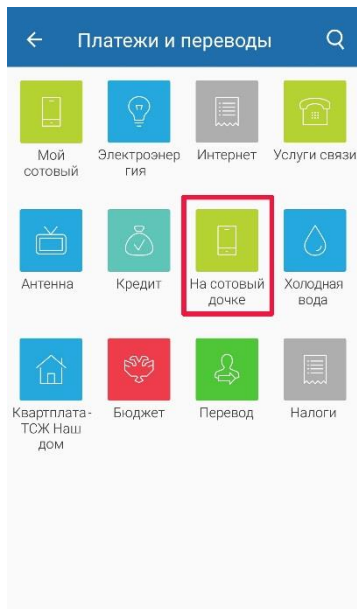 Платежи и переводы
Мой сотовый
Электроэнер
гия
Интернет
Услуги связи
Антенна
Кредит
На сотовый
дочке
Холодная
вода
Квартплата-
ТСЖ Наш
дом
Бюджет
Перевод
Налоги